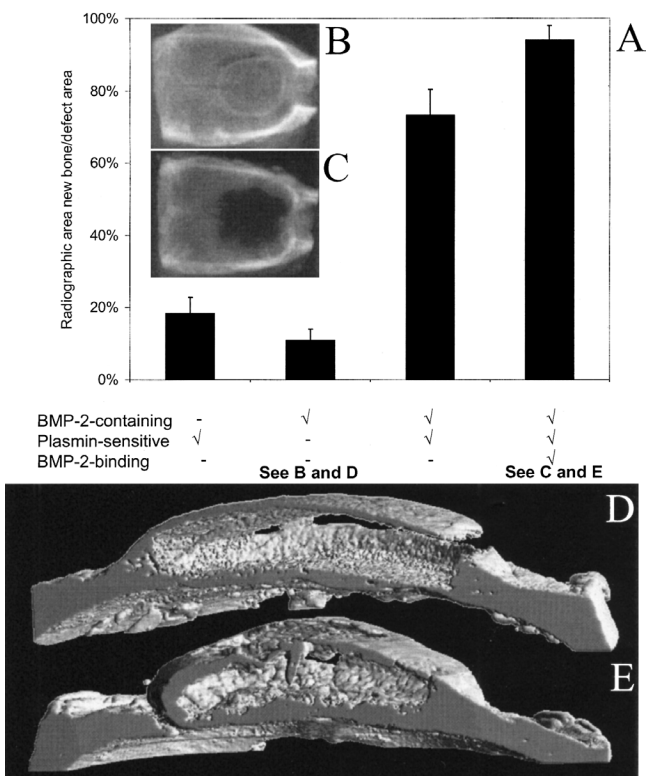 100%
B
A
80%
60%
C
Radiographic area new bone/defect area
40%
20%
0%
BMP-2-containing - √ √ √
Plasmin-sensitive √ - √ √
BMP-2-binding - - - √
See B and D See C and E
D
E